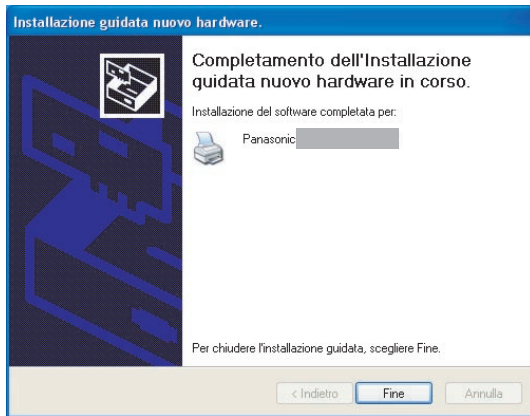 Installazione guidata nuovo hardware.
Completamento dell'Installazione
guidata nuovo hardware in corso.
Installazione del software completata per:
Panasonic
Per chiudere l'installazione guidata, scegliere Fine.
< Indietro
Fine
Annulla